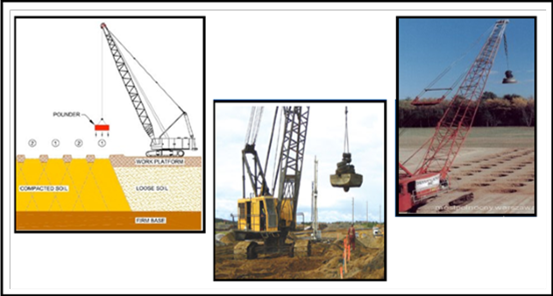 POUNDER
② ① ② ①
WORK PLATFORM
COMPACTED SOIL
LOOSE SOIL
FIRM BASE